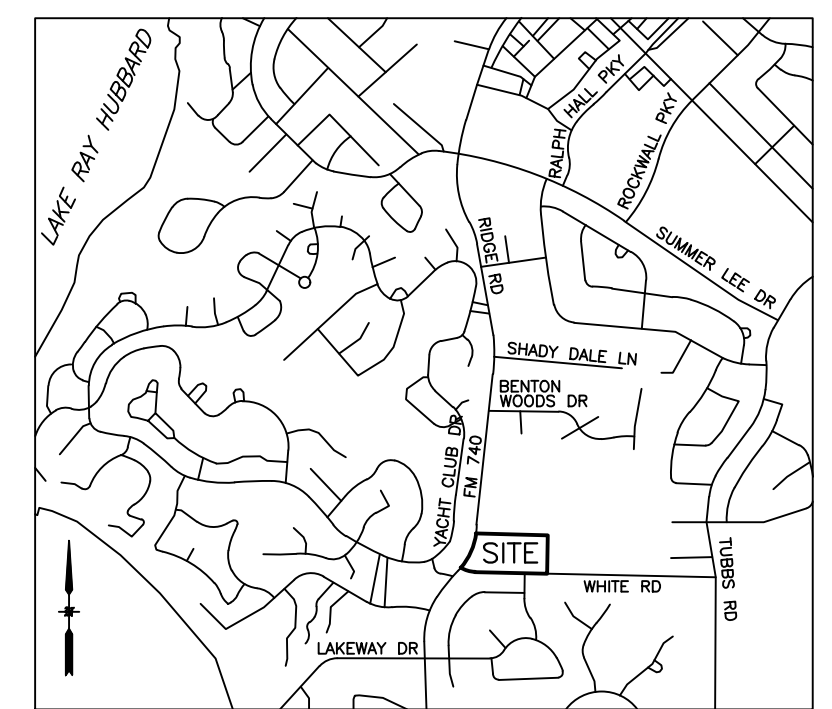 LAKE RAY HUBBARD
RALPH HALL PKY
ROCKWALL PKY
RIDGE RD
SUMMER LEE DR
SHADY DALE LN
BENTON
WOODS DR
YACHT CLUB DR
FM 740
SITE
WHITE RD
TUBBS RD
LAKEWAY DR